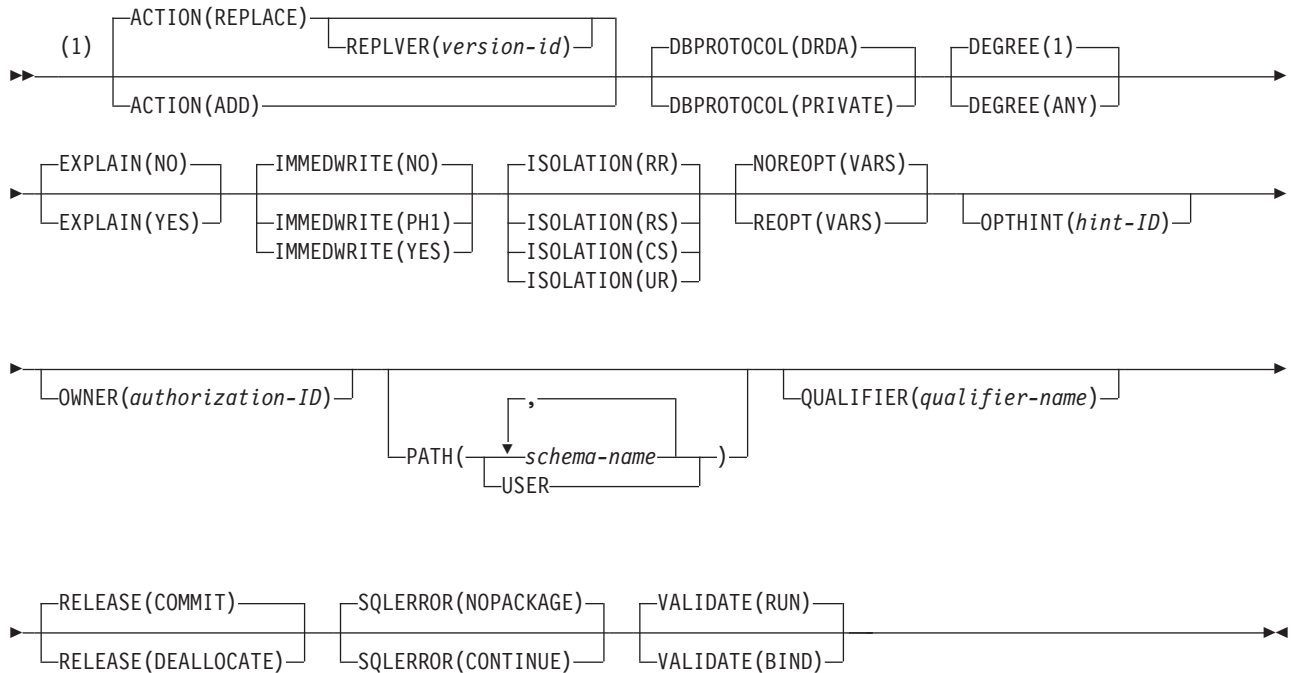 ACTION(REPLACE)
(1) REPLVER(version-id) DBPROTOCOL(DRDA) DEGREE(1)
ACTION(ADD) DBPROTOCOL(PRIVATE) DEGREE(ANY)
EXPLAIN(NO) IMMEDWRITE(NO) ISOLATION(RR) NOREOPT(VARS)
EXPLAIN(YES) IMMEDWRITE(PH1) ISOLATION(RS) REOPT(VARS) OPTHINT(hint-ID)
IMMEDWRITE(YES) ISOLATION(CS)
ISOLATION(UR)
OWNER(authorization-ID) , QUALIFIER(qualifier-name)
PATH( schema-name )
USER
RELEASE(COMMIT) SQLERROR(NOPACKAGE) VALIDATE(RUN)
RELEASE(DEALLOCATE) SQLERROR(CONTINUE) VALIDATE(BIND)